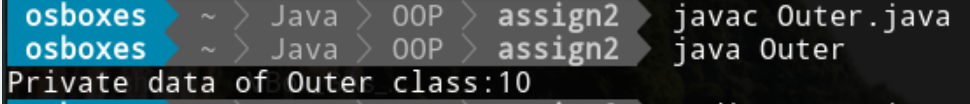 osboxes ~ Java OOP assign2 javac Outer.java
osboxes ~ Java OOP assign2 java Outer
Private data of Outer class:10